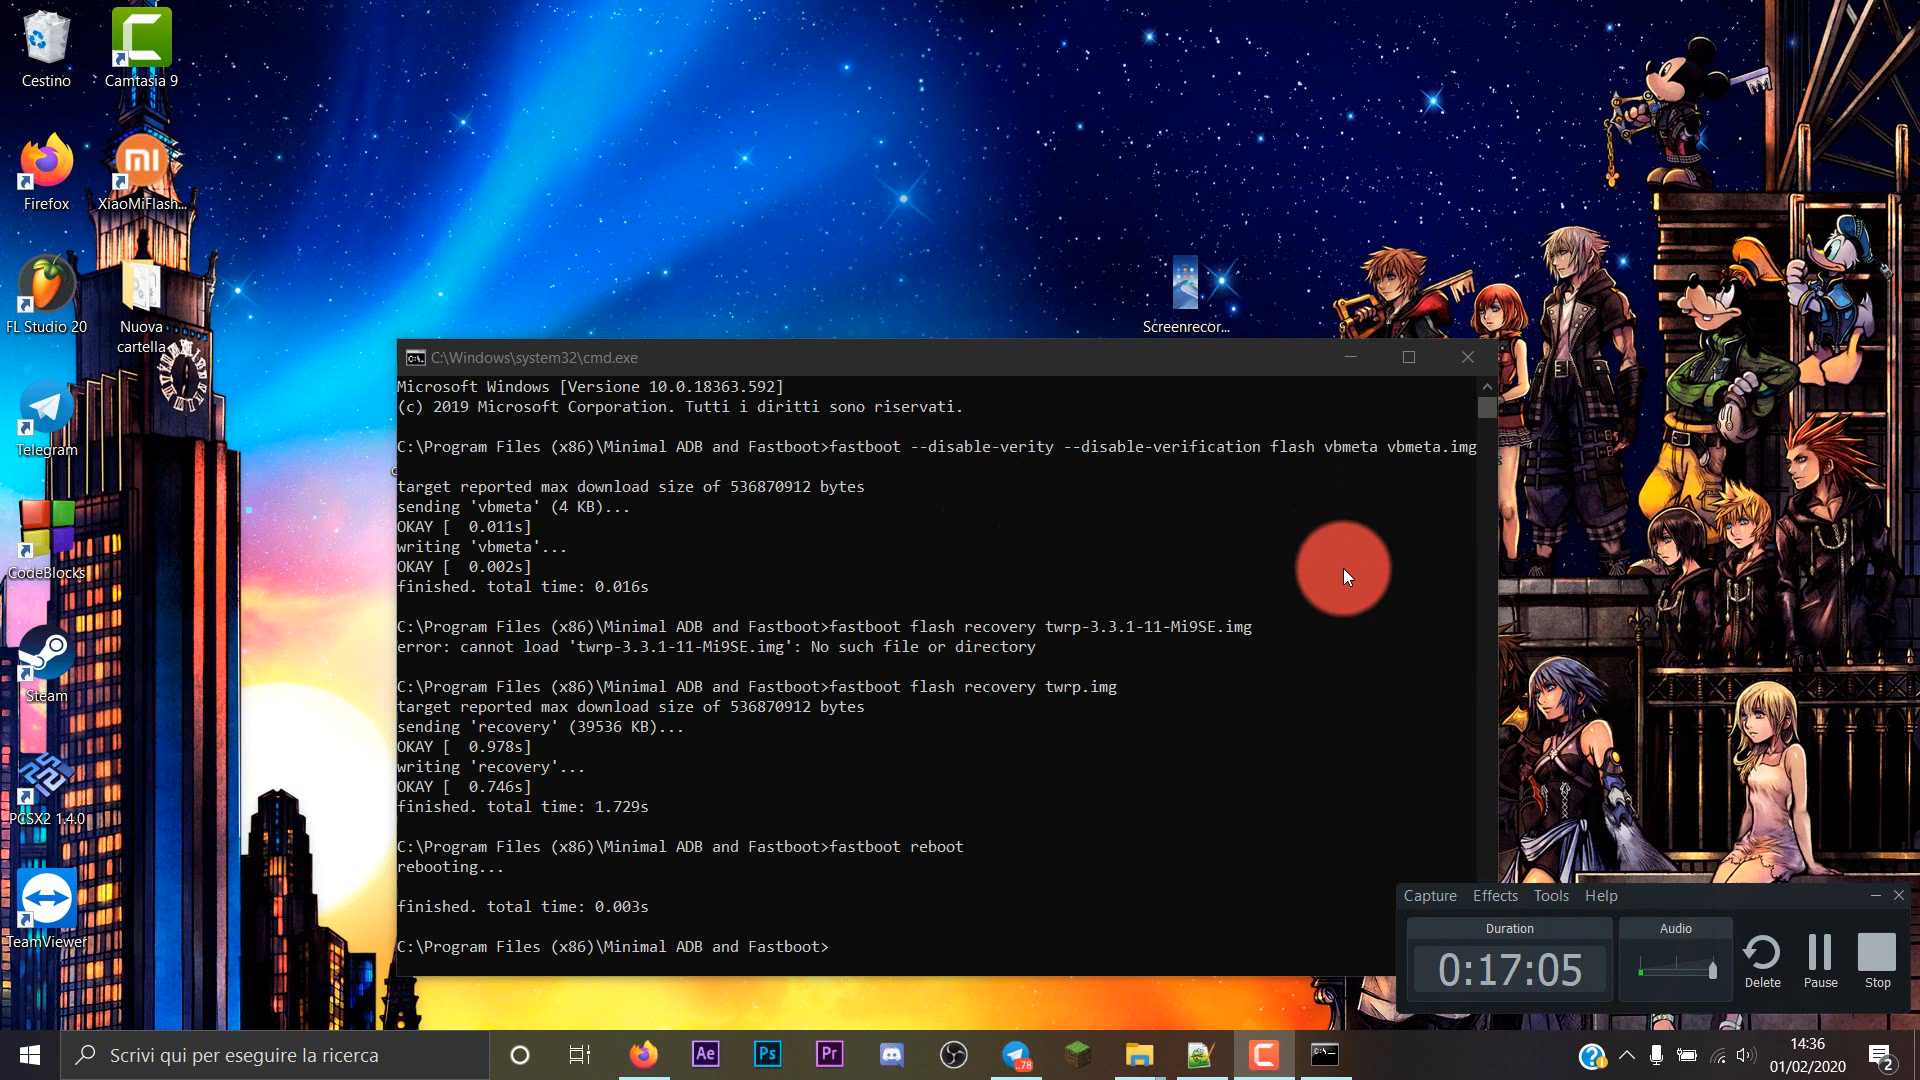 Cestino
Camtasia 9
Firefox
XiaoMiFlash...
FL Studio 20
Nuova
cartella
Telegram
CodeBlocks
Steam
PCSX2 1.4.0
TeamViewer
Screenrecor...
C:\Windows\system32\cmd.exe
Microsoft Windows [Versione 10.0.18363.592]
(c) 2019 Microsoft Corporation. Tutti i diritti sono riservati.
C:\Program Files (x86)\Minimal ADB and Fastboot>fastboot --disable-verity --disable-verification flash vbmeta vbmeta.img
target reported max download size of 536870912 bytes
sending 'vbmeta' (4 KB)...
OKAY [  0.011s]
writing 'vbmeta'...
OKAY [  0.002s]
finished. total time: 0.016s
C:\Program Files (x86)\Minimal ADB and Fastboot>fastboot flash recovery twrp-3.3.1-11-Mi9SE.img
error: cannot load 'twrp-3.3.1-11-Mi9SE.img': No such file or directory
C:\Program Files (x86)\Minimal ADB and Fastboot>fastboot flash recovery twrp.img
target reported max download size of 536870912 bytes
sending 'recovery' (39536 KB)...
OKAY [  0.978s]
writing 'recovery'...
OKAY [  0.746s]
finished. total time: 1.729s
C:\Program Files (x86)\Minimal ADB and Fastboot>fastboot reboot
rebooting...
finished. total time: 0.003s
C:\Program Files (x86)\Minimal ADB and Fastboot>
Capture Effects Tools Help
Duration
Audio
0:17:05
Delete
Pause
Stop
Scrivi qui per eseguire la ricerca
Ae
Ps
Pr
..78
14:36
01/02/2020
2